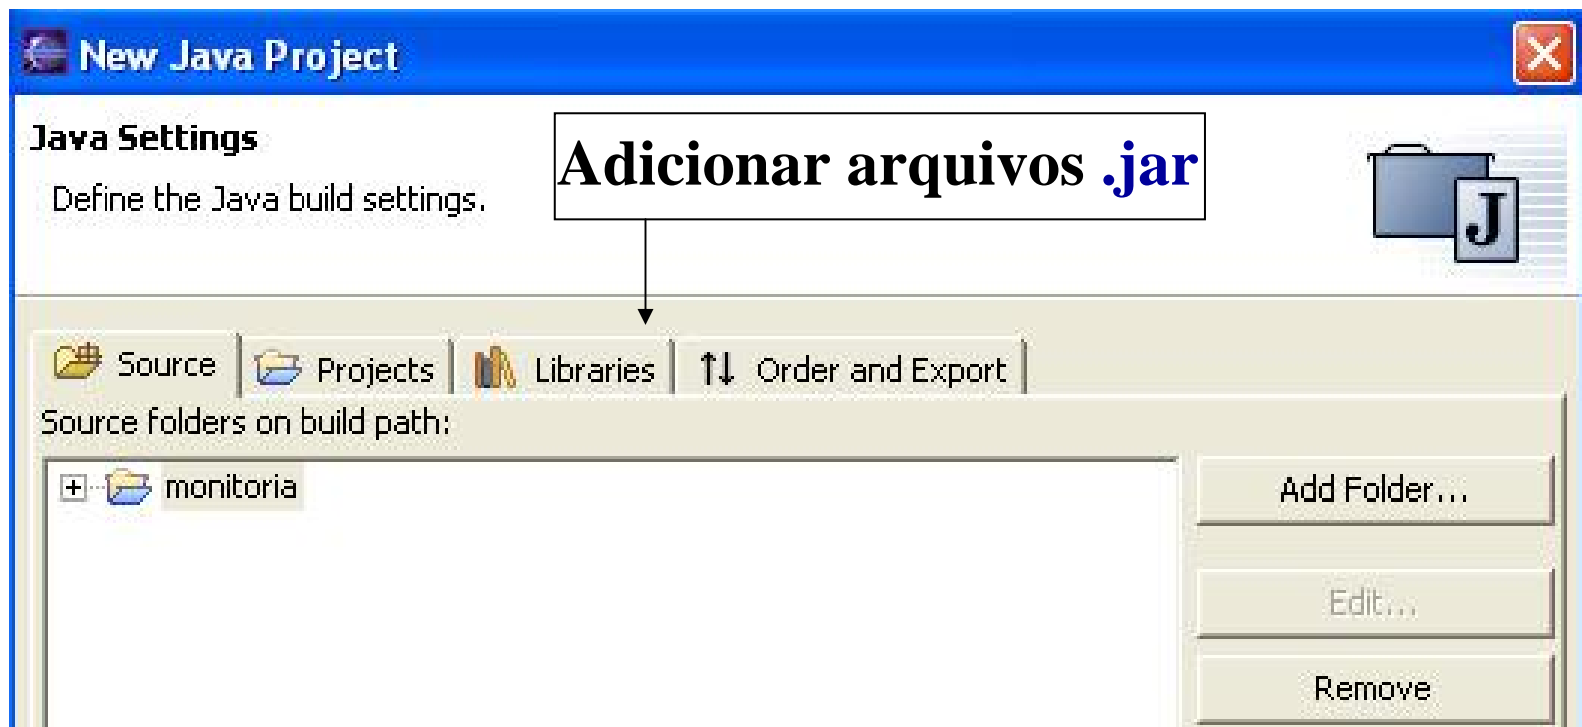 New Java Project
Java Settings
Adicionar arquivos .jar
Define the Java build settings.
J
Source Projects Libraries Order and Export
Source folders on build path:
monitoria
Add Folder...
Edit...
Remove